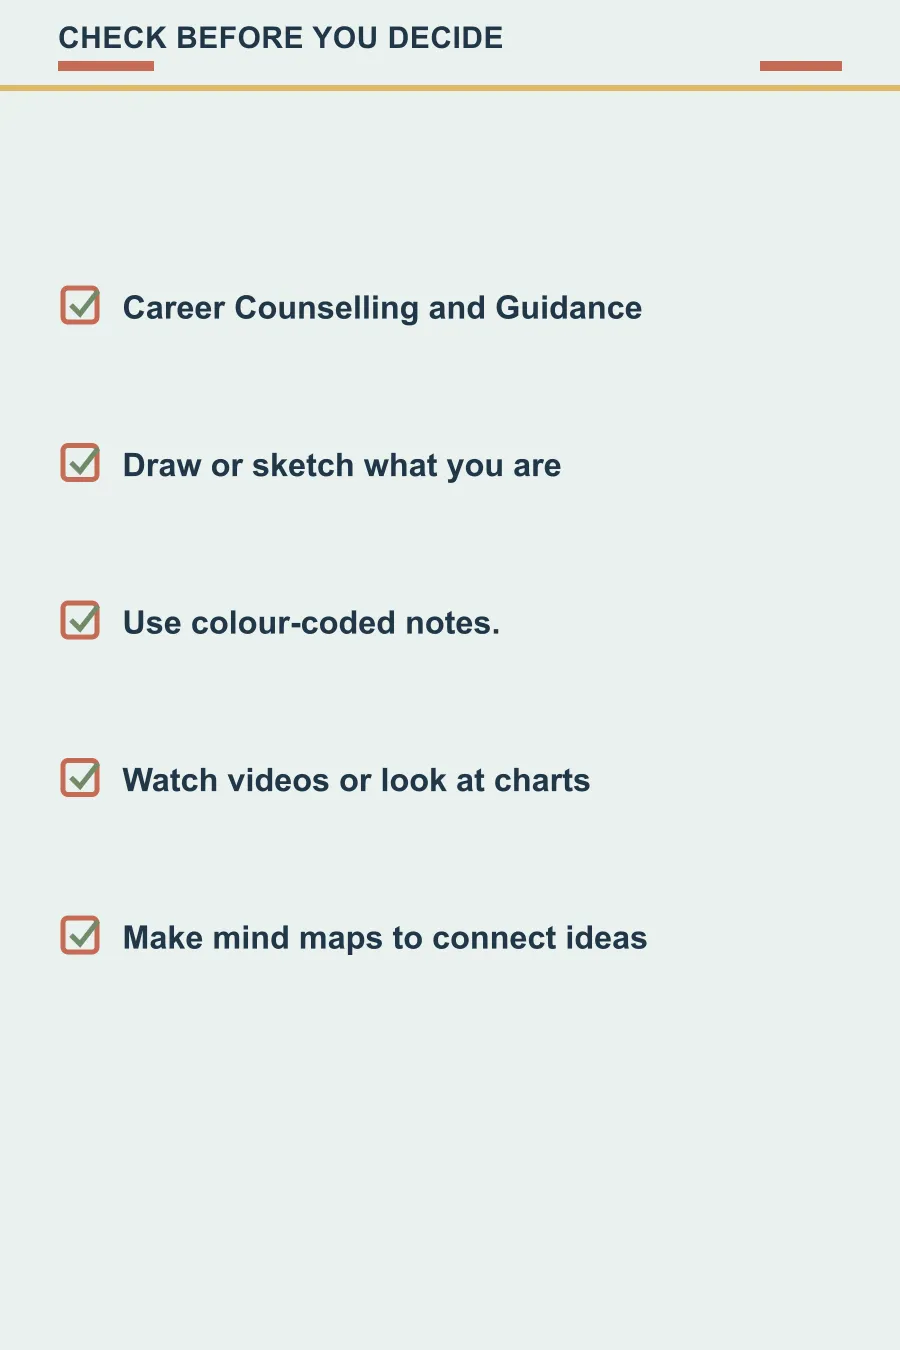 CHECK BEFORE YOU DECIDE
Career Counselling and Guidance
Draw or sketch what you are
Use colour-coded notes.
Watch videos or look at charts
Make mind maps to connect ideas